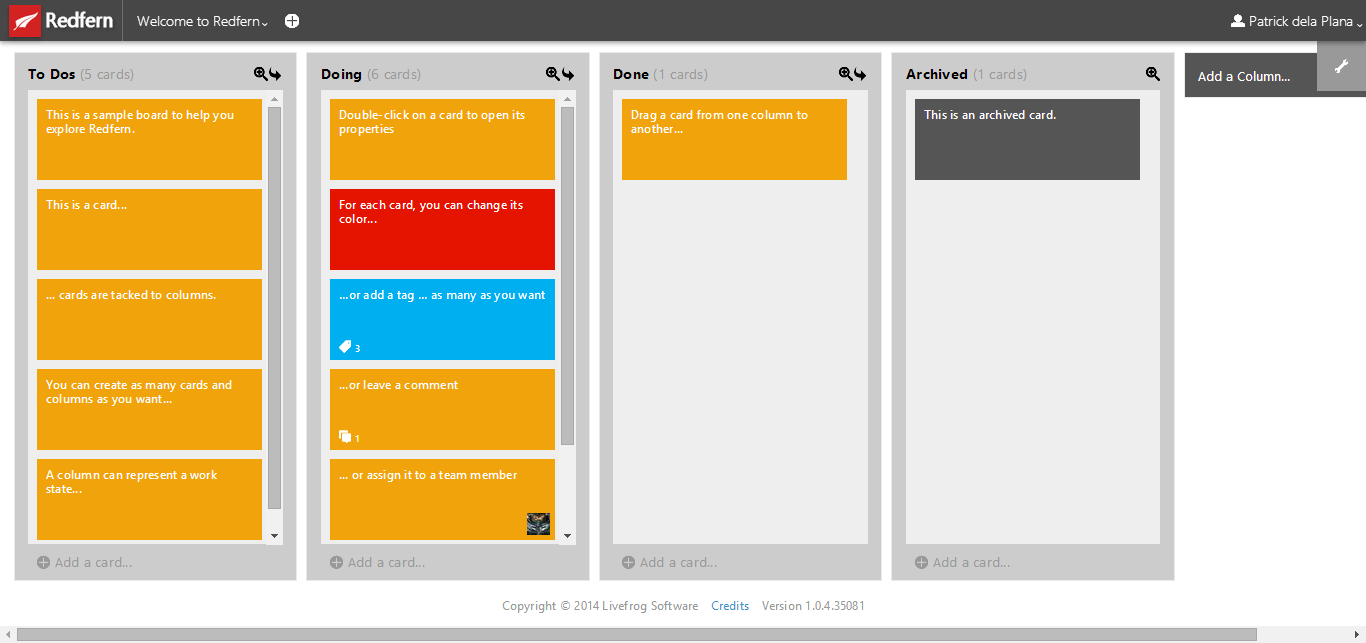 Redfern
Welcome to Redfern
Patrick dela Plana
To Dos (5 cards)
This is a sample board to help you
explore Redfern.
This is a card...
... cards are tacked to columns.
You can create as many cards and
columns as you want...
A column can represent a work
state...
Add a card...
Doing (6 cards)
Double-click on a card to open its
properties
For each card, you can change its
color...
...or add a tag ... as many as you want
3
...or leave a comment
1
... or assign it to a team member
Add a card...
Done (1 cards)
Drag a card from one column to
another...
Add a card...
Archived (1 cards)
This is an archived card.
Add a card...
Add a Column...
Copyright © 2014 Livefrog Software Credits Version 1.0.4.35081